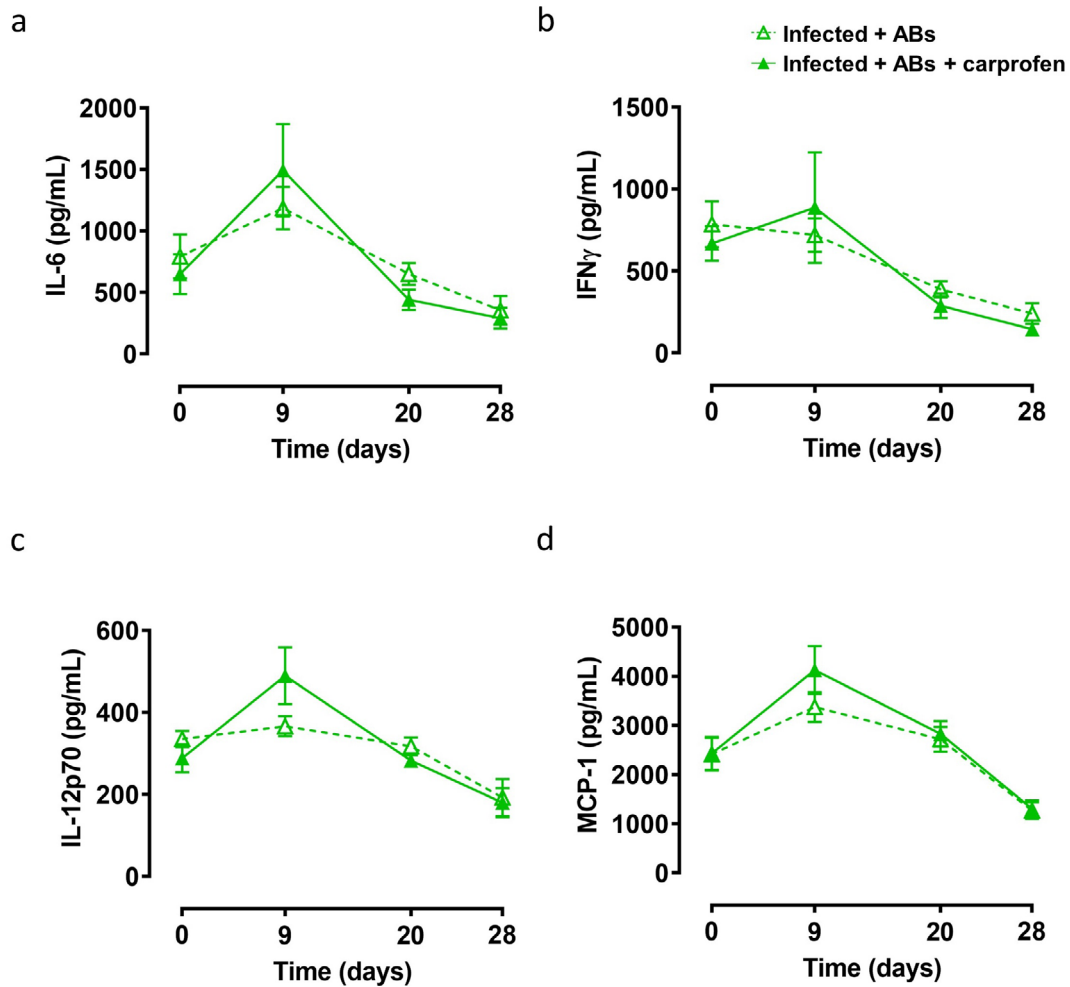 a
b
Infected + ABs
Infected + ABs + carprofen
2000
1500
1000
500
0
IL-6 (pg/mL)
0 9 20 28
Time (days)
1500
1000
500
0
IFNγ (pg/mL)
0 9 20 28
Time (days)
c
d
600
400
200
0
IL-12p70 (pg/mL)
0 9 20 28
Time (days)
5000
4000
3000
2000
1000
0
MCP-1 (pg/mL)
0 9 20 28
Time (days)